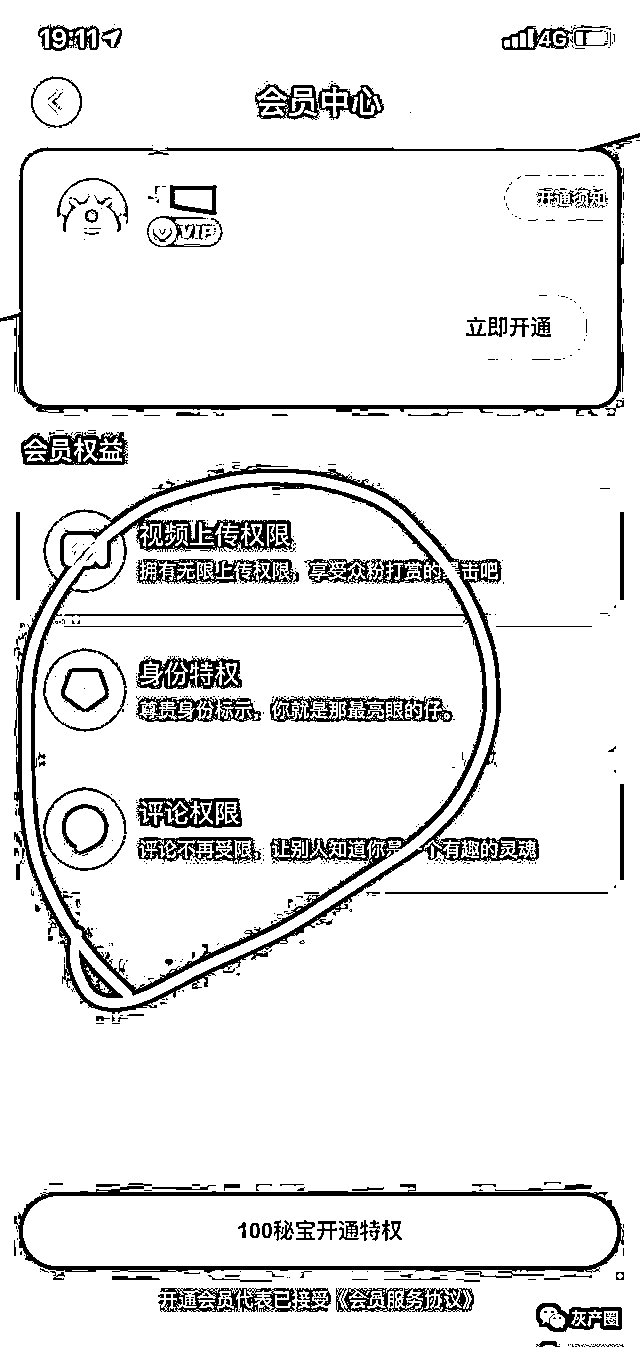 19:11
4G
会员中心
VIP
开通须知
立即开通
会员权益
视频上传权限
拥有无限上传权限，享受众粉打赏的暴击吧
身份特权
尊贵身份标示，你就是那最亮眼的仔。
评论权限
评论不再受限，让别人知道你是一个有趣的灵魂
100秘宝开通特权
开通会员代表已接受《会员服务协议》
灰产圈